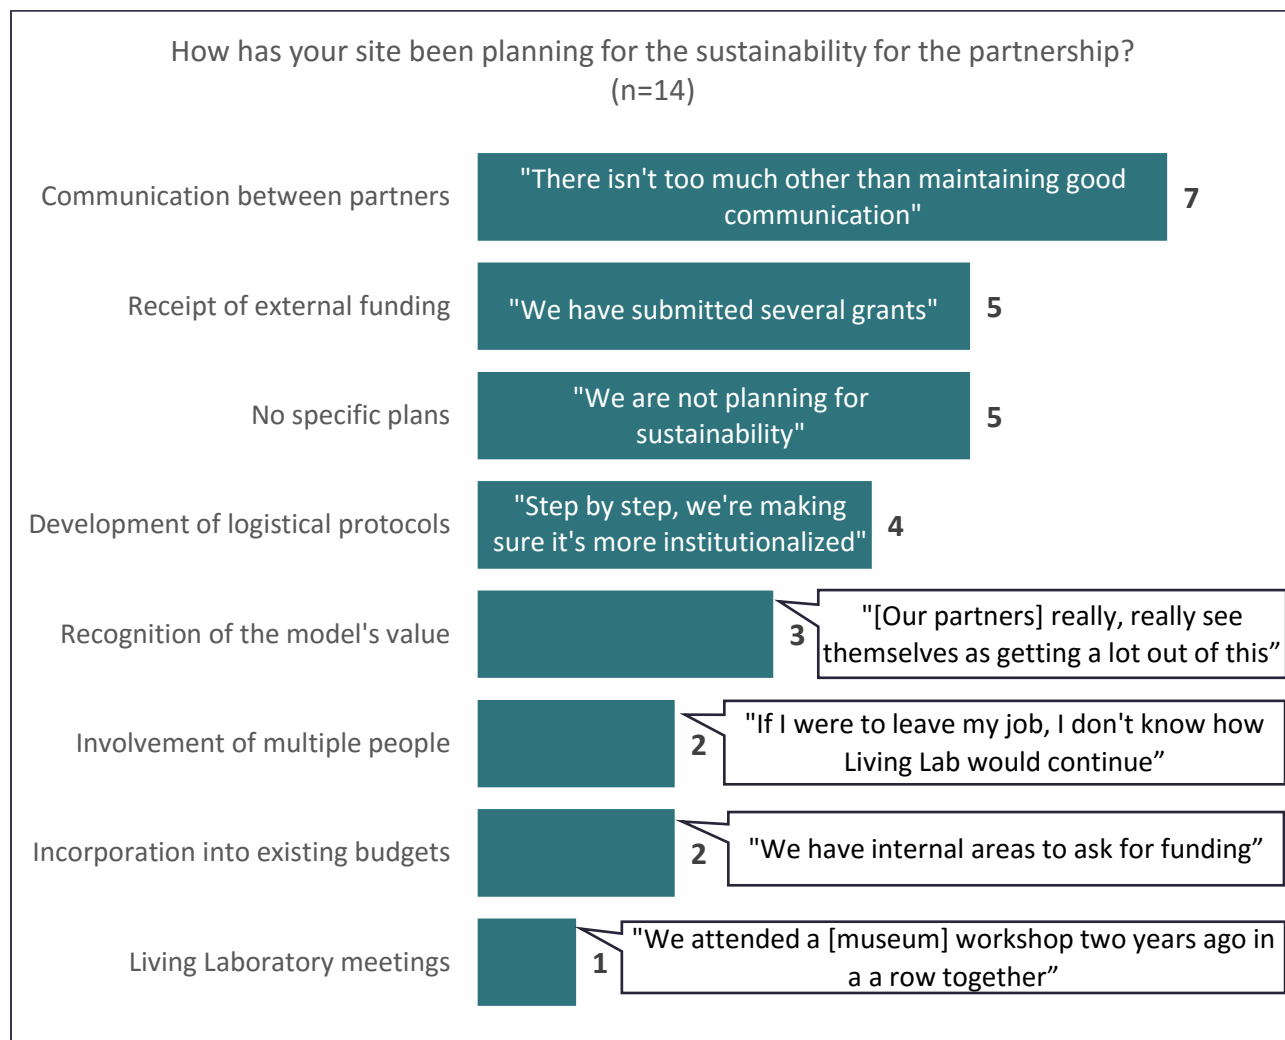 How has your site been planning for the sustainability for the partnership?
(n=14)
Communication between partners
"There isn't too much other than maintaining good
communication"
7
Receipt of external funding
"We have submitted several grants"
5
No specific plans
"We are not planning for
sustainability"
5
Development of logistical protocols
"Step by step, we're making
sure it's more institutionalized"
4
Recognition of the model's value
3
"[Our partners] really, really see
themselves as getting a lot out of this”
Involvement of multiple people
2
"If I were to leave my job, I don't know how
Living Lab would continue”
Incorporation into existing budgets
2
"We have internal areas to ask for funding”
Living Laboratory meetings
1
"We attended a [museum] workshop two years ago in
a a row together”